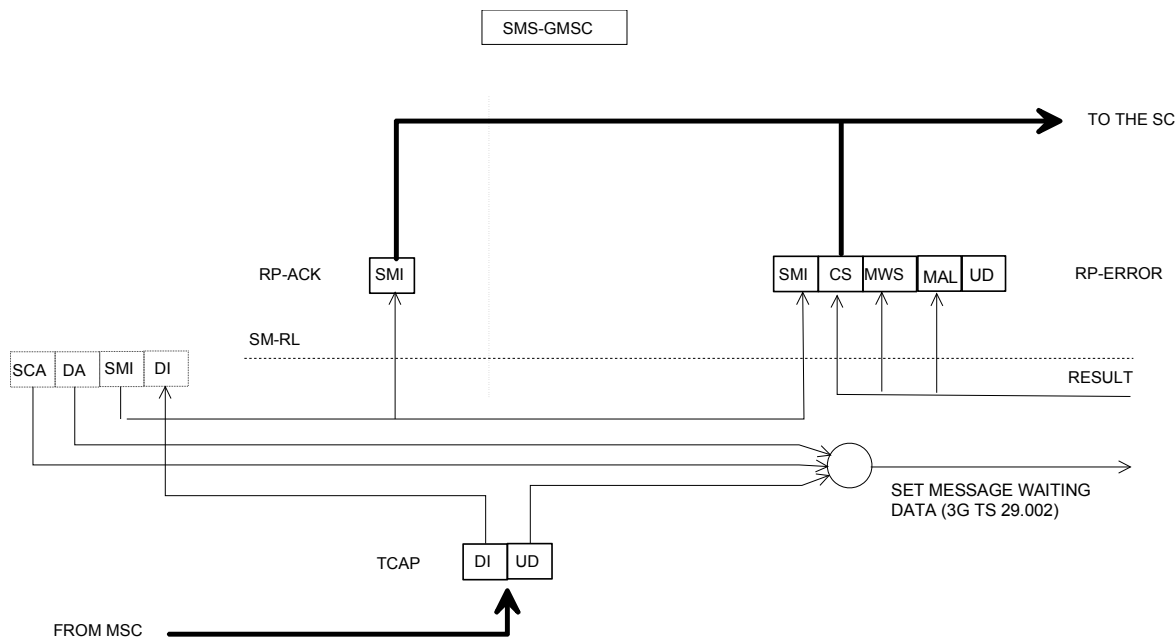 SMS-GMSC
TO THE SC
RP-ACK
SMI
SMI CS MWS MAL UD
RP-ERROR
SM-RL
SCA DA SMI DI
RESULT
SET MESSAGE WAITING
DATA (3G TS 29.002)
TCAP
DI UD
FROM MSC